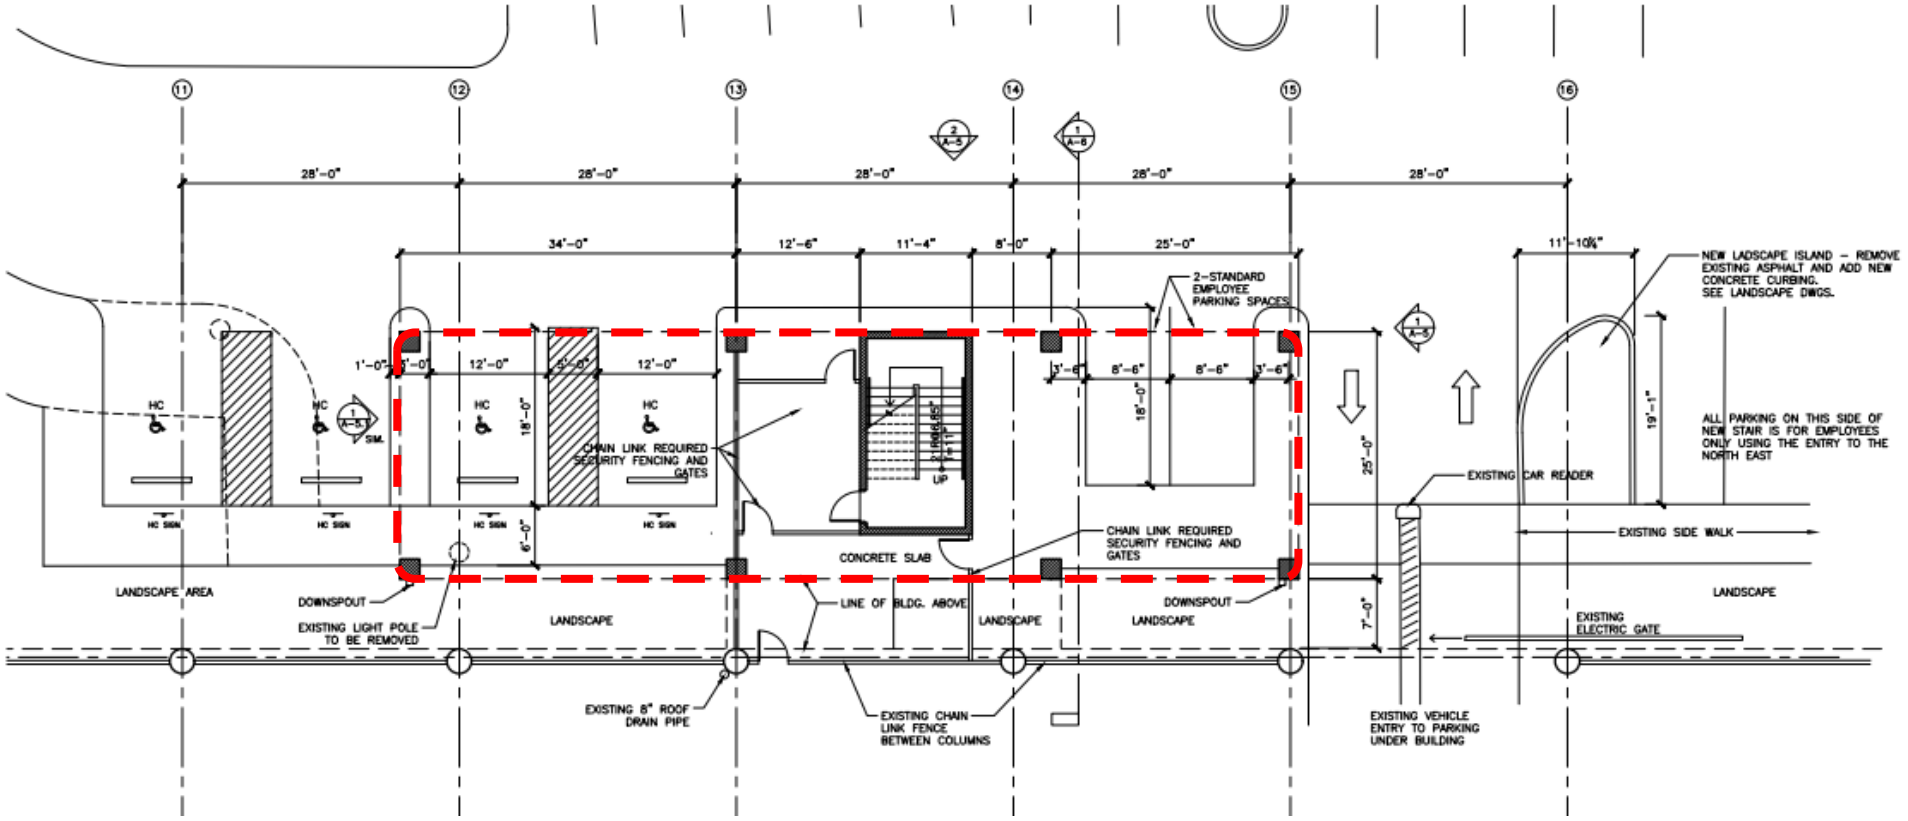 11
12
13
14
15
16
2
A-5
1
A-6
28'-0"
28'-0"
28'-0"
28'-0"
28'-0"
34'-0"
12'-6"
11'-4"
8'-0"
25'-0"
11'-10¼"
NEW LADSCAPE ISLAND - REMOVE
EXISTING ASPHALT AND ADD NEW
CONCRETE CURBING.
SEE LANDSCAPE DWGS.
2-STANDARD
EMPLOYEE
PARKING SPACES
1
A-5
1'-0"
12'-0"
5'-0"
12'-0"
3'-6"
8'-6"
8'-6"
3'-6"
18'-0"
18'-0"
25'-0"
19'-1"
HC
HC
HC
HC
1
A-5.1
SIM.
ALL PARKING ON THIS SIDE OF
NEW STAIR IS FOR EMPLOYEES
ONLY USING THE ENTRY TO THE
NORTH EAST
CHAIN LINK REQUIRED
SECURITY FENCING AND
GATES
UP
EXISTING CAR READER
HC SIGN
HC SIGN
HC SIGN
HC SIGN
6'-0"
CHAIN LINK REQUIRED
SECURITY FENCING AND
GATES
EXISTING SIDE WALK
CONCRETE SLAB
LANDSCAPE AREA
DOWNSPOUT
LINE OF BLDG. ABOVE
DOWNSPOUT
LANDSCAPE
7'-0"
EXISTING LIGHT POLE
TO BE REMOVED
LANDSCAPE
LANDSCAPE
LANDSCAPE
EXISTING
ELECTRIC GATE
EXISTING 8" ROOF
DRAIN PIPE
EXISTING CHAIN
LINK FENCE
BETWEEN COLUMNS
EXISTING VEHICLE
ENTRY TO PARKING
UNDER BUILDING